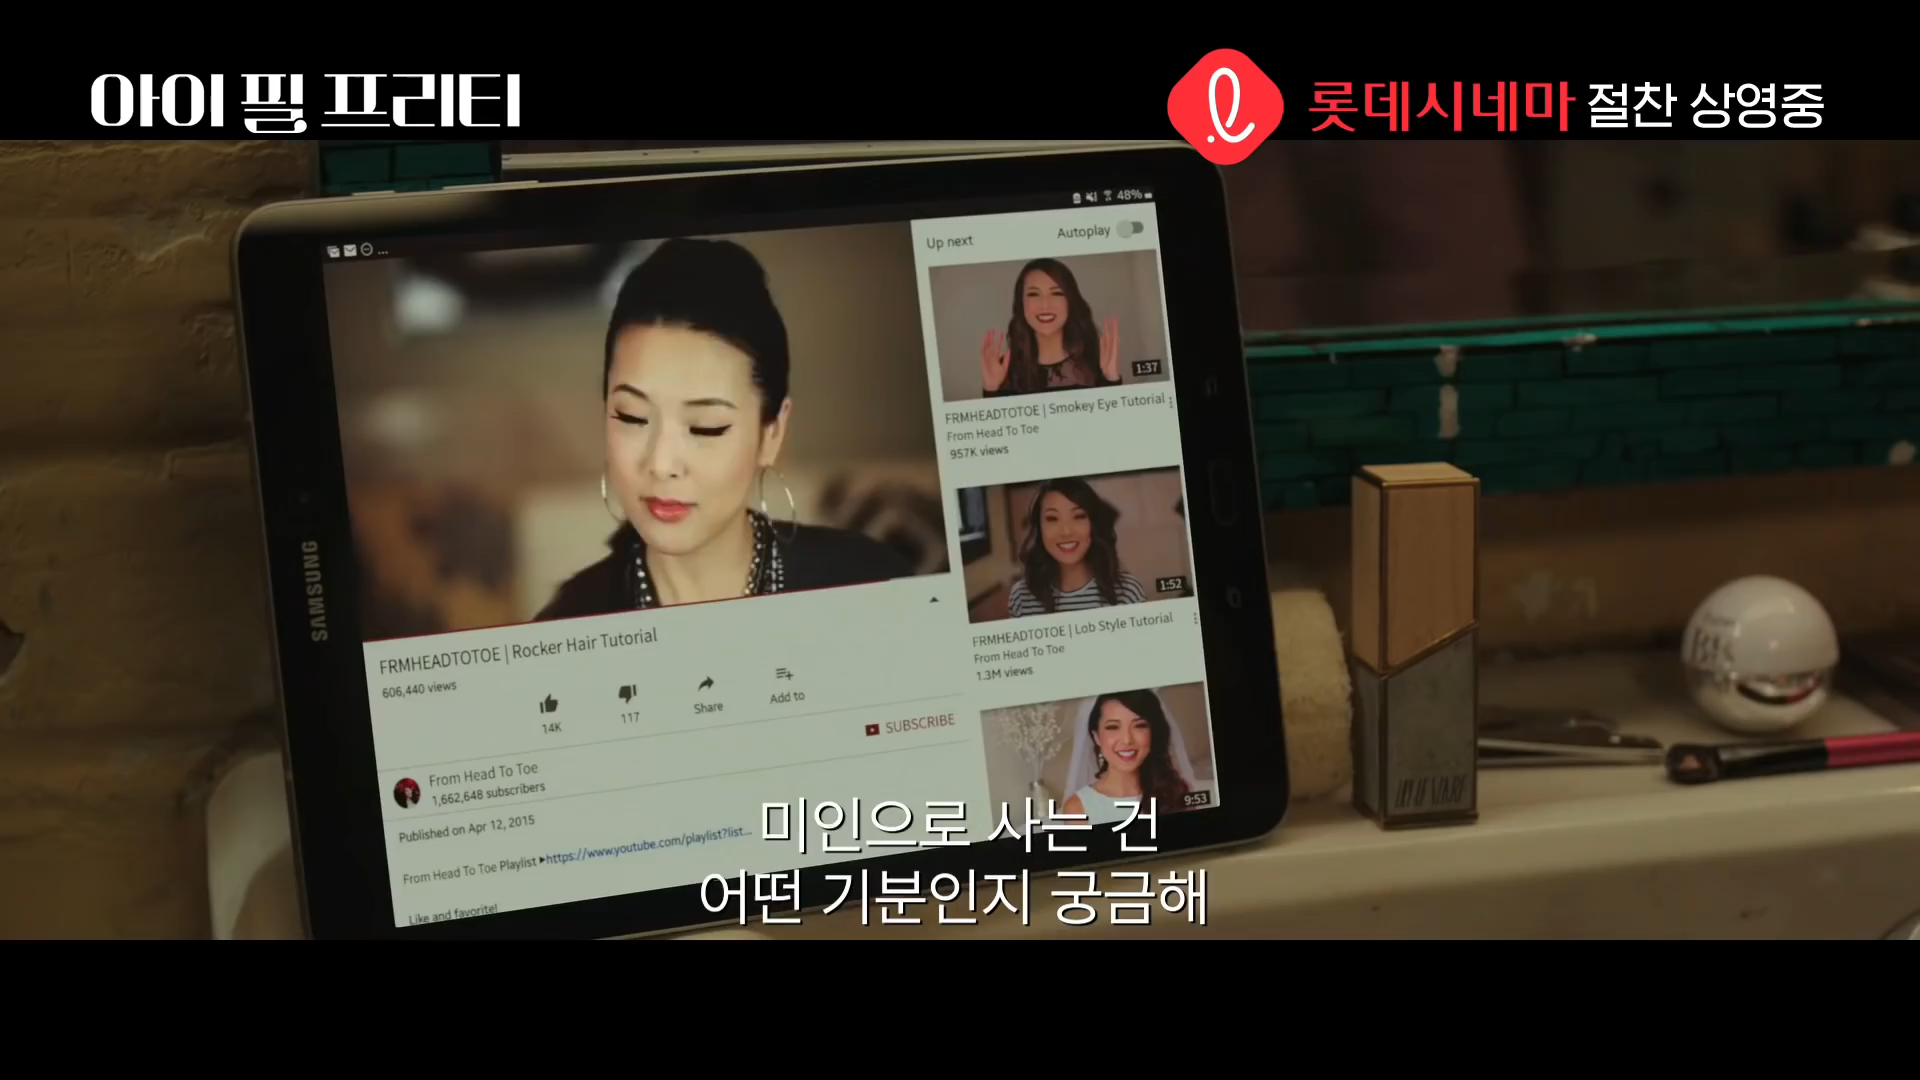 아이 필 프리티
롯데시네마 절찬 상영중
48%
Up next
Autoplay
1:37
FRMHEADTOTOE | Smokey Eye Tutorial
From Head To Toe
957K views
1:52
FRMHEADTOTOE | Lob Style Tutorial
From Head To Toe
1.3M views
9:53
SAMSUNG
FRMHEADTOTOE | Rocker Hair Tutorial
606,440 views
14K
117
Share
Add to
SUBSCRIBE
From Head To Toe
1,662,648 subscribers
Published on Apr 12, 2015
From Head To Toe Playlist ▶https://www.youtube.com/playlist?list...
Like and favorite!
미인으로 사는 건
어떤 기분인지 궁금해